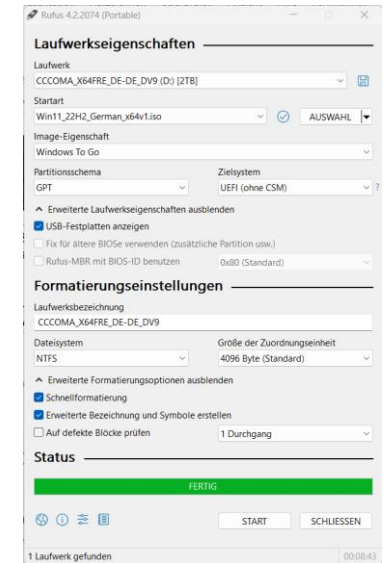 Rufus 4.2.2074 (Portable)
Laufwerkseigenschaften
Laufwerk
CCCOMA_X64FRE_DE-DE_DV9 (D:) [2TB]
Startart
Win11_22H2_German_x64v1.iso
AUSWAHL
Image-Eigenschaft
Windows To Go
Partitionsschema
Zielsystem
GPT
UEFI (ohne CSM)
?
Erweiterte Laufwerkseigenschaften ausblenden
USB-Festplatten anzeigen
Fix für ältere BIOSe verwenden (zusätzliche Partition usw.)
Rufus-MBR mit BIOS-ID benutzen
0x80 (Standard)
Formatierungseinstellungen
Laufwerksbezeichnung
CCCOMA_X64FRE_DE-DE_DV9
Dateisystem
Größe der Zuordnungseinheit
NTFS
4096 Byte (Standard)
Erweiterte Formatierungsoptionen ausblenden
Schnellformatierung
Erweiterte Bezeichnung und Symbole erstellen
Auf defekte Blöcke prüfen
1 Durchgang
Status
FERTIG
START
SCHLIESSEN
1 Laufwerk gefunden
00:08:43